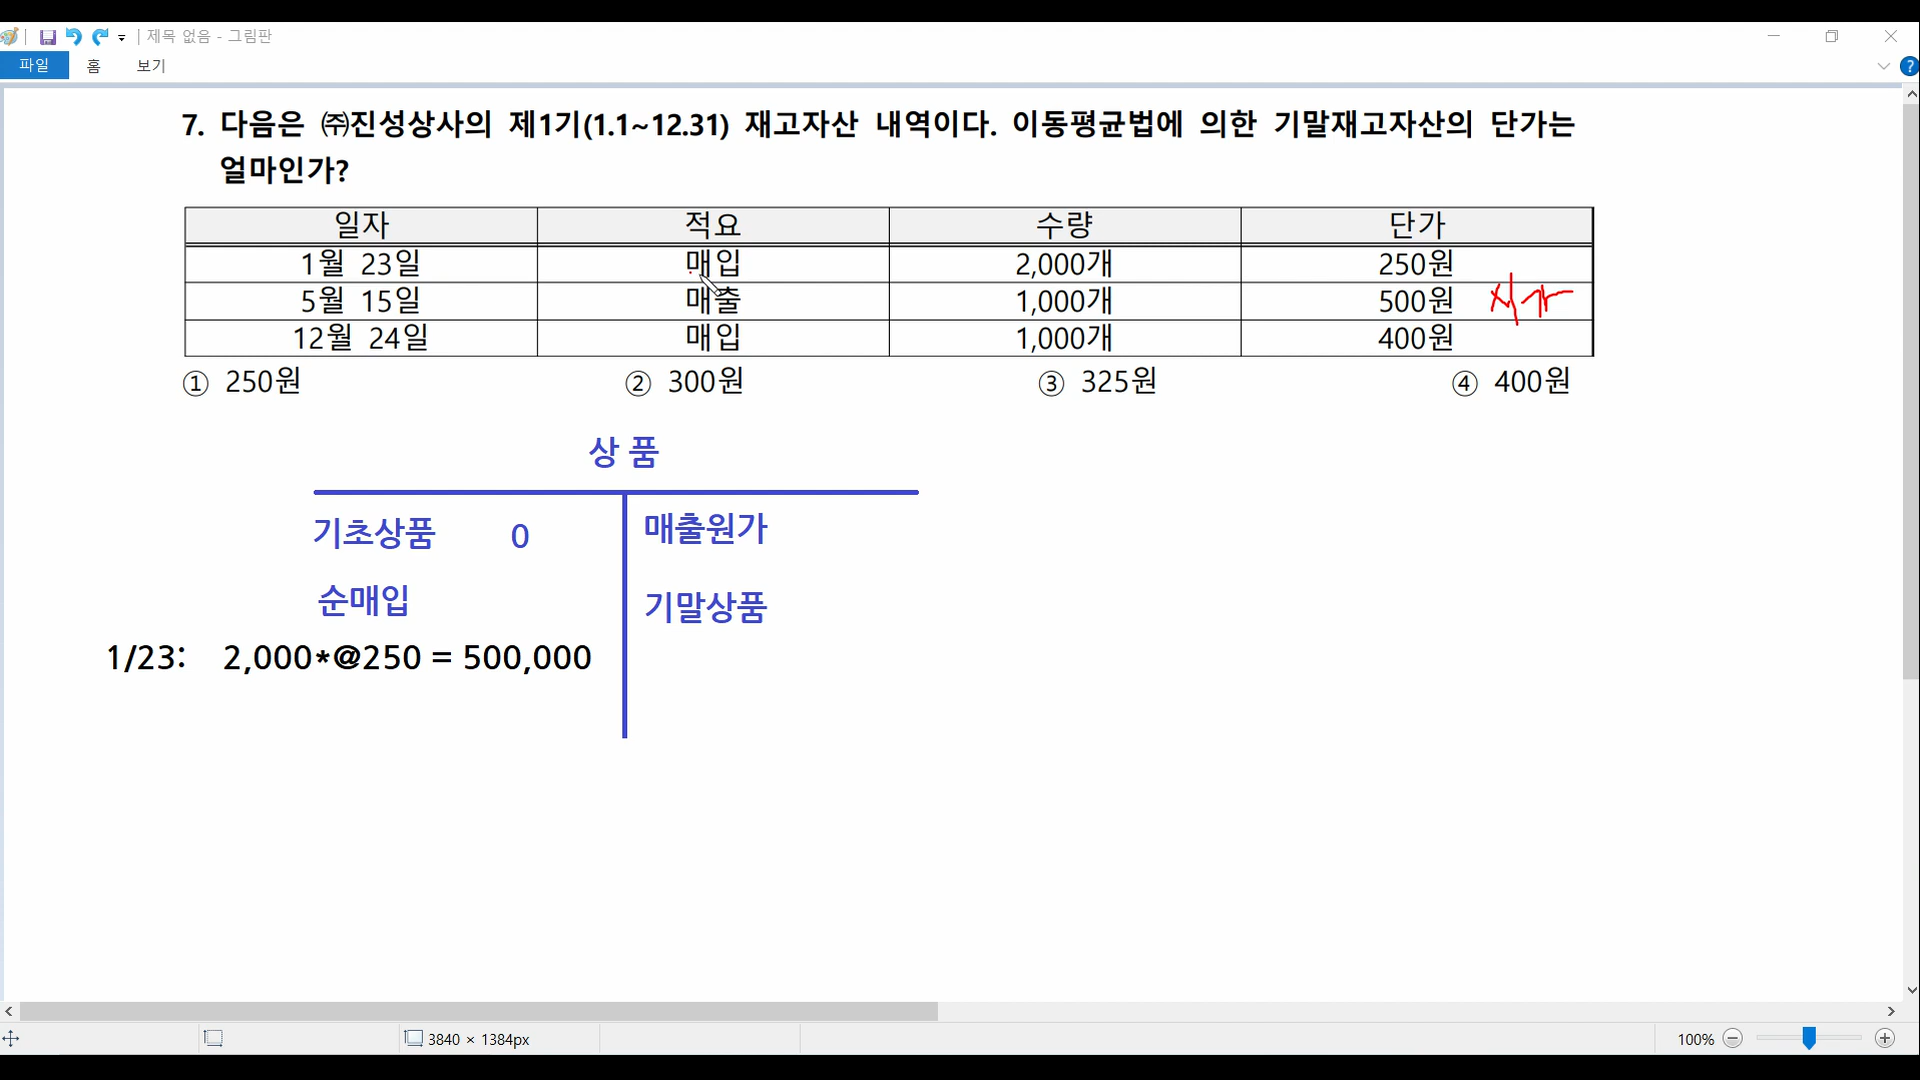 제목 없음 - 그림판
파일 홈 보기
7. 다음은 ㈜진성상사의 제1기(1.1~12.31) 재고자산 내역이다. 이동평균법에 의한 기말재고자산의 단가는
얼마인가?
일자 적요 수량 단가
1월 23일 매입 2,000개 250원
5월 15일 매출 1,000개 500원 시가
12월 24일 매입 1,000개 400원
① 250원 ② 300원 ③ 325원 ④ 400원
상 품
기초상품 0 매출원가
순매입 기말상품
1/23: 2,000*@250 = 500,000
3840 × 1384px 100%